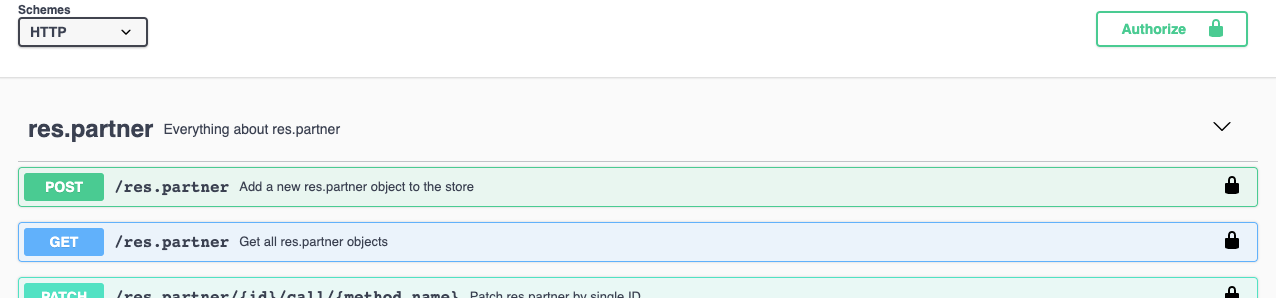 Schemes
HTTP
Authorize
res.partner Everything about res.partner
POST /res.partner Add a new res.partner object to the store
GET /res.partner Get all res.partner objects
PATCH /res.partner/{id}/call/{method_name} Patch res.partner by single ID